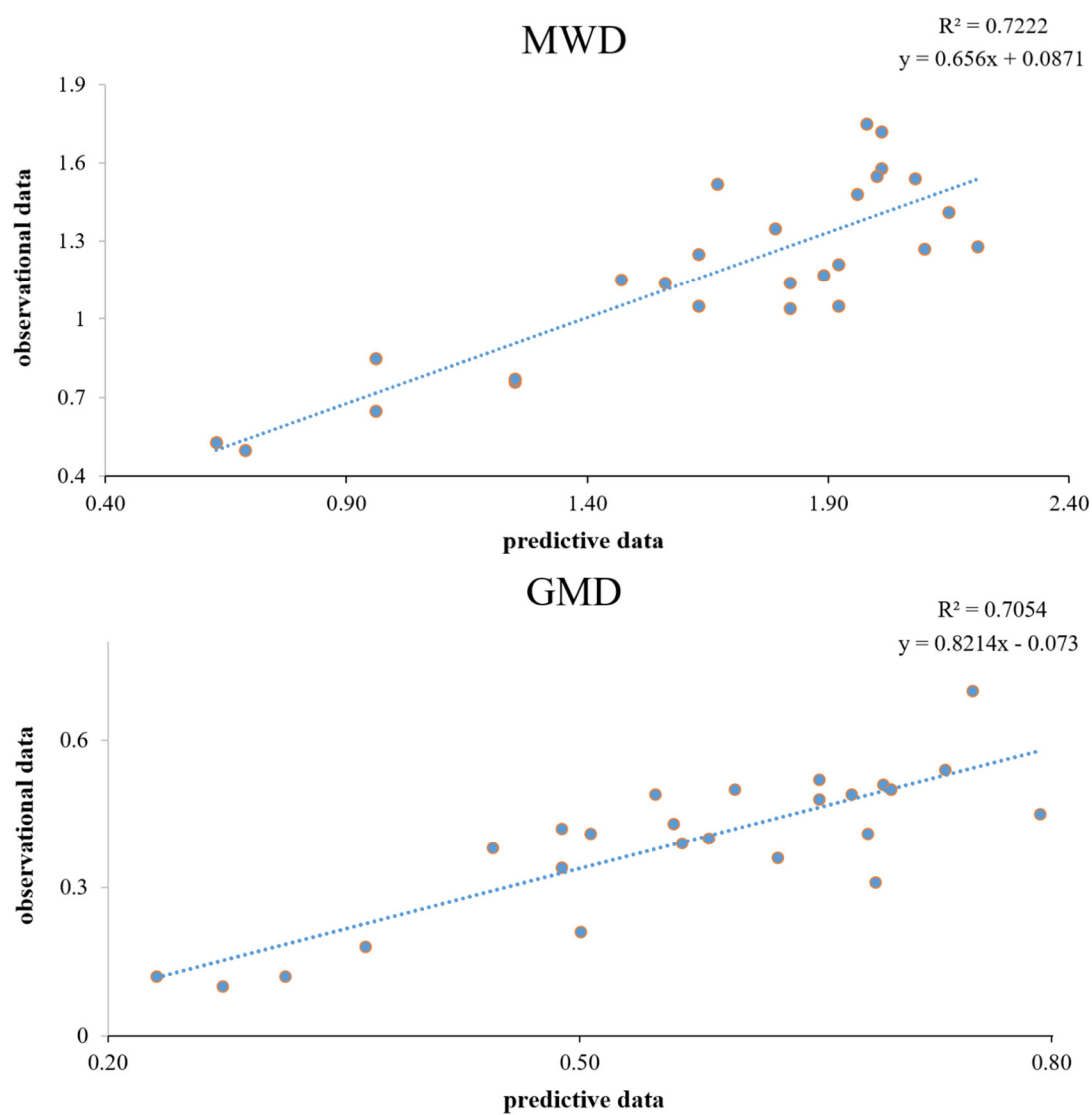 MWD
R² = 0.7222
y = 0.656x + 0.0871
1.9
1.6
1.3
1
0.7
0.4
observational data
0.40 0.90 1.40 1.90 2.40
predictive data
GMD
R² = 0.7054
y = 0.8214x - 0.073
0.6
0.3
0
observational data
0.20 0.50 0.80
predictive data